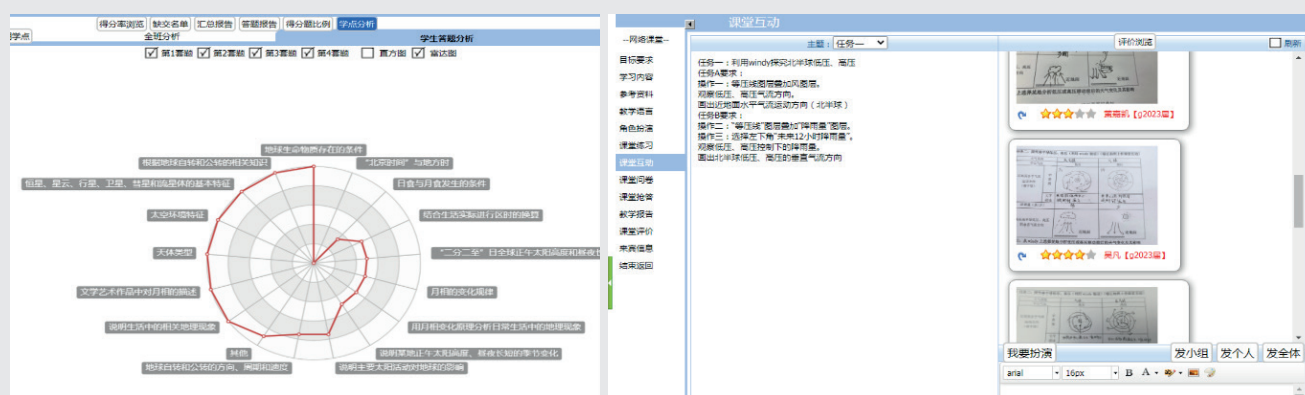 得分率浏览 缺交名单 汇总报告 答题报告 得分题比例 学点分析
学点 全班分析 学生答题分析
第1套题 第2套题 第3套题 第4套题 直方图 雷达图
地球生命物质存在的条件
根据地球自转和公转的相关知识
"北京时间"与地方时
恒星、星云、行星、卫星、彗星和流星体的基本特征
日食与月食发生的条件
太空环境特征
结合生活实际进行区时的换算
天体类型
"二分二至"日全球正午太阳高度和昼夜长
文学艺术作品中对月相的描述
月相的变化规律
说明生活中的相关地理现象
用月相变化原理分析日常生活中的地理现象
其他
说明某地正午太阳高度、昼夜长短的季节变化
地球自转和公转的方向、周期和速度
说明主要太阳活动对地球的影响
课堂互动
--网络课堂--
目标要求
学习内容
参考资料
教学语言
角色扮演
课堂练习
课堂互动
课堂问卷
课堂抢答
教学报告
课堂评价
来宾信息
结束返回
主题：任务一
评价浏览 刷新
任务一：利用windy探究北半球低压、高压
任务A要求：
操作一：等压线图层叠加风图层。
观察低压、高压气流方向。
画出近地面水平气流运动方向（北半球）
任务B要求：
操作二："等压线"图层叠加"降雨量"图层。
操作三：选择左下角"未来12小时降雨量"。
观察低压、高压控制下的降雨量。
画出北半球低压、高压的垂直气流方向
【g2023届】
吴凡【g2023届】
我要扮演 发小组 发个人 发全体
arial 16px B A